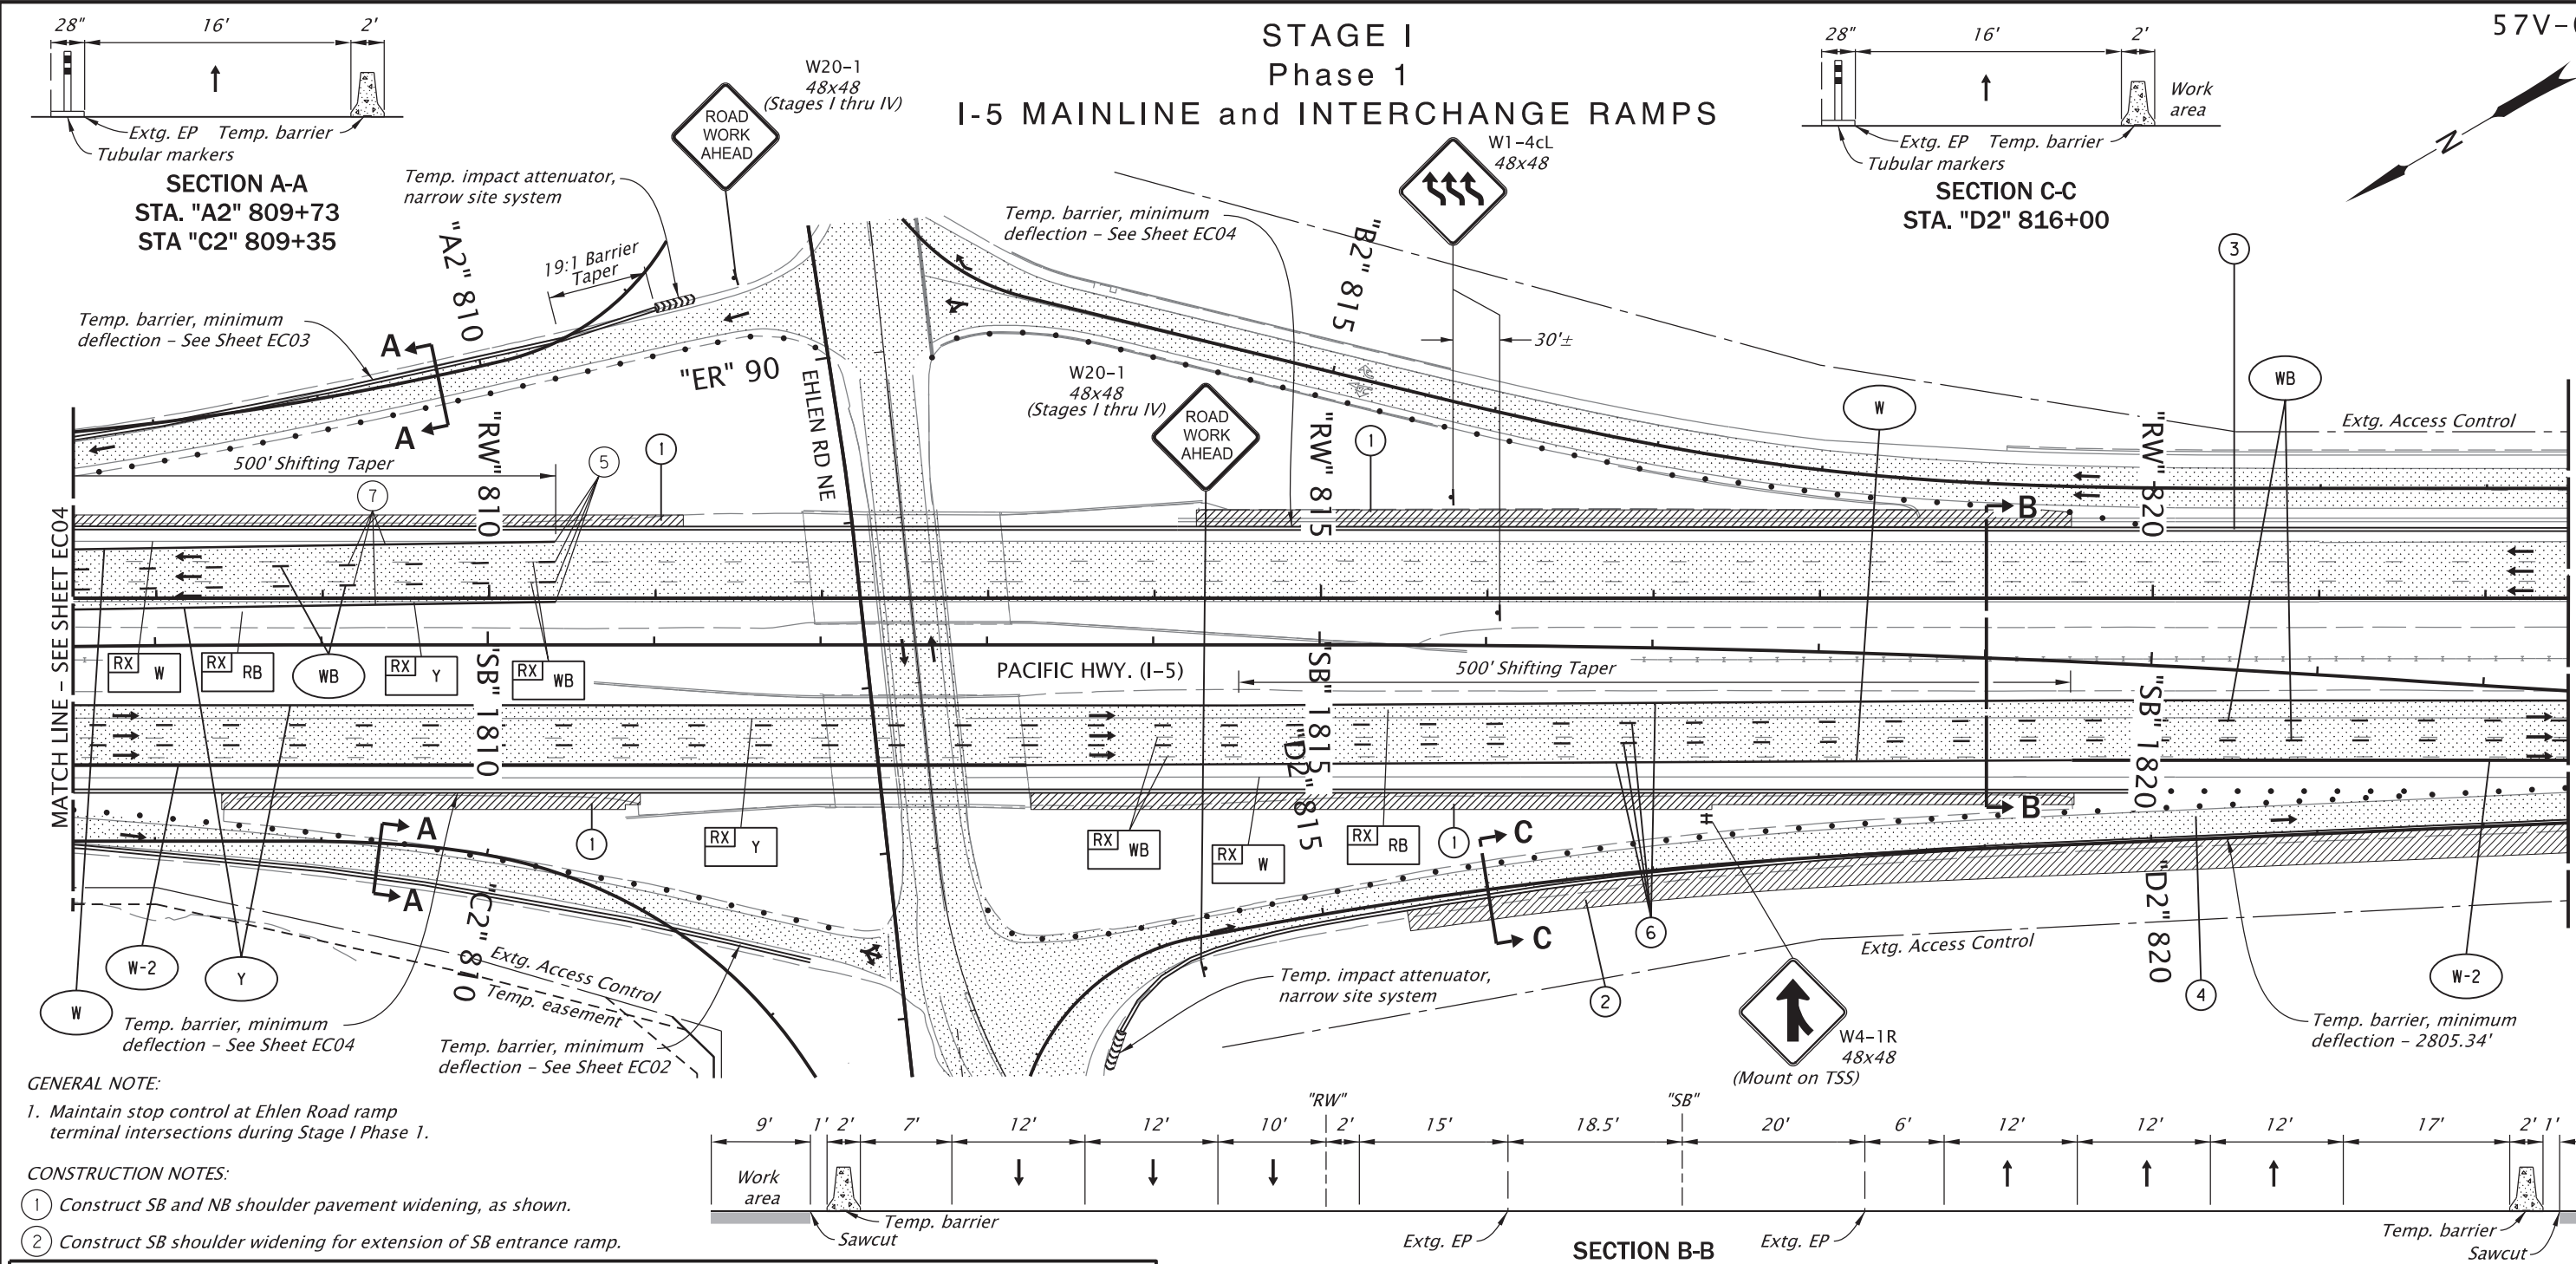 STAGE I
Phase 1
I-5 MAINLINE and INTERCHANGE RAMPS
28"
16'
2'
Extg. EP
Temp. barrier
Tubular markers
SECTION A-A
STA. "A2" 809+73
STA "C2" 809+35
W20-1
48x48
(Stages I thru IV)
ROAD
WORK
AHEAD
Temp. impact attenuator,
narrow site system
19:1 Barrier
Taper
"A2" 810
Temp. barrier, minimum
deflection - See Sheet EC03
Temp. barrier, minimum
deflection - See Sheet EC04
W1-4cL
48x48
"B2" 815
30'±
28"
16'
2'
Work
area
Extg. EP
Temp. barrier
Tubular markers
SECTION C-C
STA. "D2" 816+00
N
3
A
A
"ER" 90
EHLEN RD NE
W20-1
48x48
(Stages I thru IV)
ROAD
WORK
AHEAD
W
WB
Extg. Access Control
500' Shifting Taper
"RW" 810
5
1
7
"RW" 815
1
B
"RW" 820
MATCH LINE - SEE SHEET EC04
RX W
RX RB
WB
RX Y
RX WB
"SB" 1810
PACIFIC HWY. (I-5)
"SB" 1815
500' Shifting Taper
"SB" 1820
"D2" 815
A
A
1
RX Y
RX WB
RX W
RX RB
1
C
C
B
W
W-2
Y
"C2" 810
Extg. Access Control
Temp. easement
Temp. barrier, minimum
deflection - See Sheet EC04
Temp. barrier, minimum
deflection - See Sheet EC02
Temp. impact attenuator,
narrow site system
2
6
W4-1R
48x48
(Mount on TSS)
Extg. Access Control
"D2" 820
4
W-2
Temp. barrier, minimum
deflection - 2805.34'
GENERAL NOTE:
1. Maintain stop control at Ehlen Road ramp
terminal intersections during Stage I Phase 1.
CONSTRUCTION NOTES:
1 Construct SB and NB shoulder pavement widening, as shown.
2 Construct SB shoulder widening for extension of SB entrance ramp.
"RW"
"SB"
9'
1'
2'
7'
12'
12'
10'
2'
15'
18.5'
20'
6'
12'
12'
12'
17'
2'
1'
Work
area
Temp. barrier
Sawcut
Extg. EP
SECTION B-B
Extg. EP
Temp. barrier
Sawcut